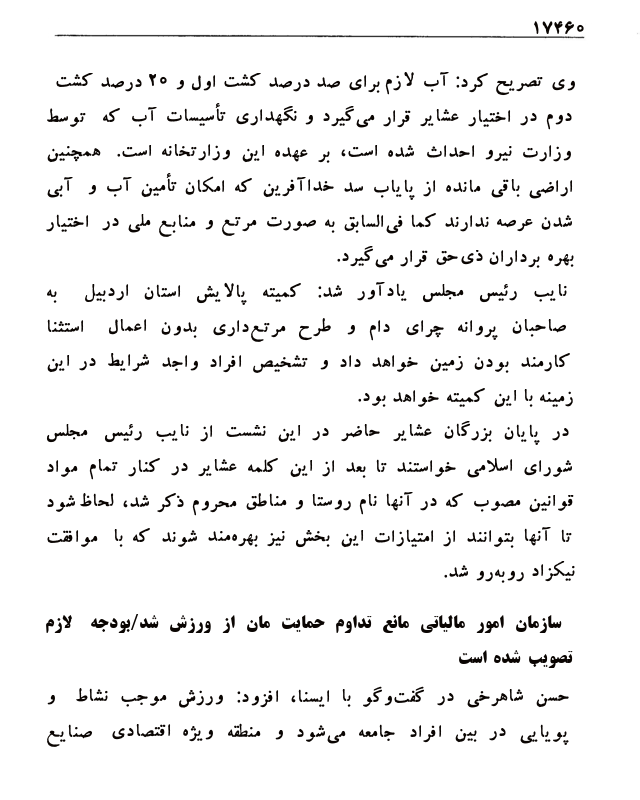 ۱۷۴۶۰
وی تصریح کرد: آب لازم برای صد درصد کشت اول و ۲۰ درصد کشت
دوم در اختیار عشایر قرار می‌گیرد و نگهداری تأسیسات آب که توسط
وزارت نیرو احداث شده است، بر عهده این وزارتخانه است. همچنین
اراضی باقی مانده از پایاب سد خداآفرین که امکان تأمین آب و آبی
شدن عرصه ندارند کما فی‌السابق به صورت مرتع و منابع ملی در اختیار
بهره برداران ذی‌حق قرار می‌گیرد.
نایب رئیس مجلس یادآور شد: کمیته پالایش استان اردبیل به
صاحبان پروانه چرای دام و طرح مرتع‌داری بدون اعمال استثنا
کارمند بودن زمین خواهد داد و تشخیص افراد واجد شرایط در این
زمینه با این کمیته خواهد بود.
در پایان بزرگان عشایر حاضر در این نشست از نایب رئیس مجلس
شورای اسلامی خواستند تا بعد از این کلمه عشایر در کنار تمام مواد
قوانین مصوب که در آنها نام روستا و مناطق محروم ذکر شد، لحاظ شود
تا آنها بتوانند از امتیازات این بخش نیز بهره‌مند شوند که با موافقت
نیکزاد روبه‌رو شد.
سازمان امور مالیاتی مانع تداوم حمایت مان از ورزش شد/بودجه لازم
تصویب شده است
حسن شاهرخی در گفت‌وگو با ایسنا، افزود: ورزش موجب نشاط و
پویایی در بین افراد جامعه می‌شود و منطقه ویژه اقتصادی صنایع